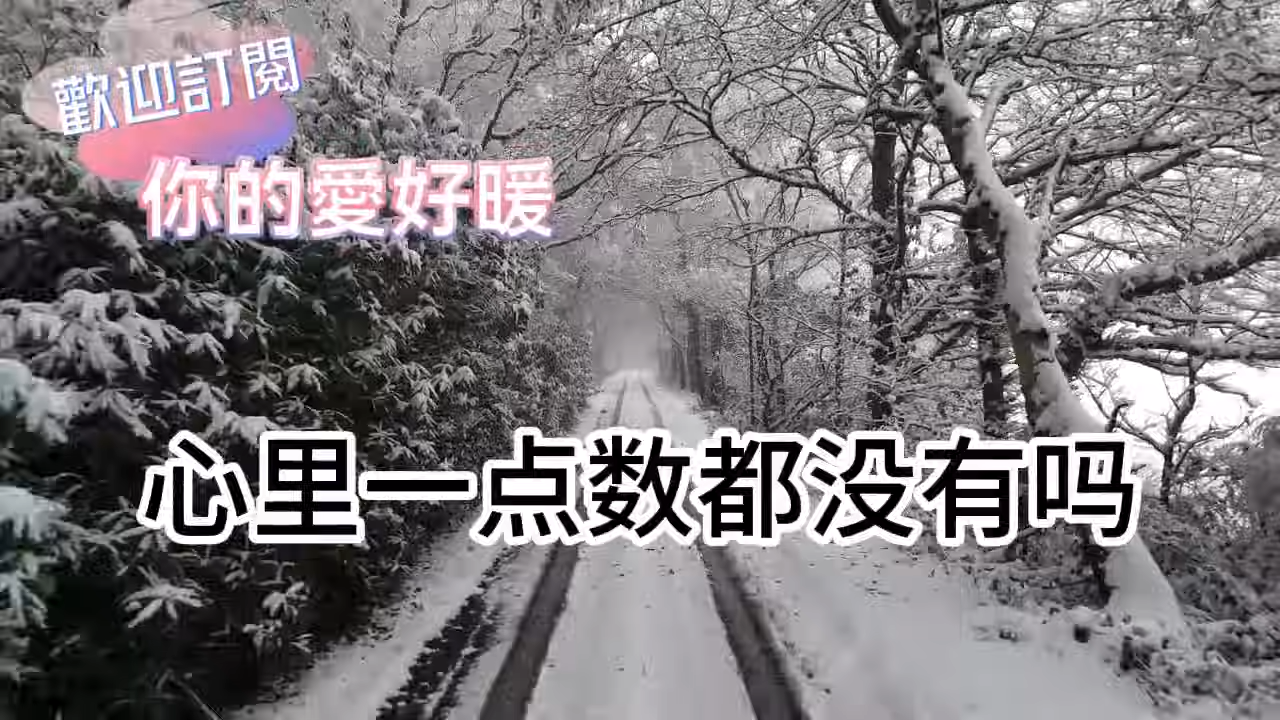 歡迎訂閱
你的愛好暖
心里一点数都没有吗